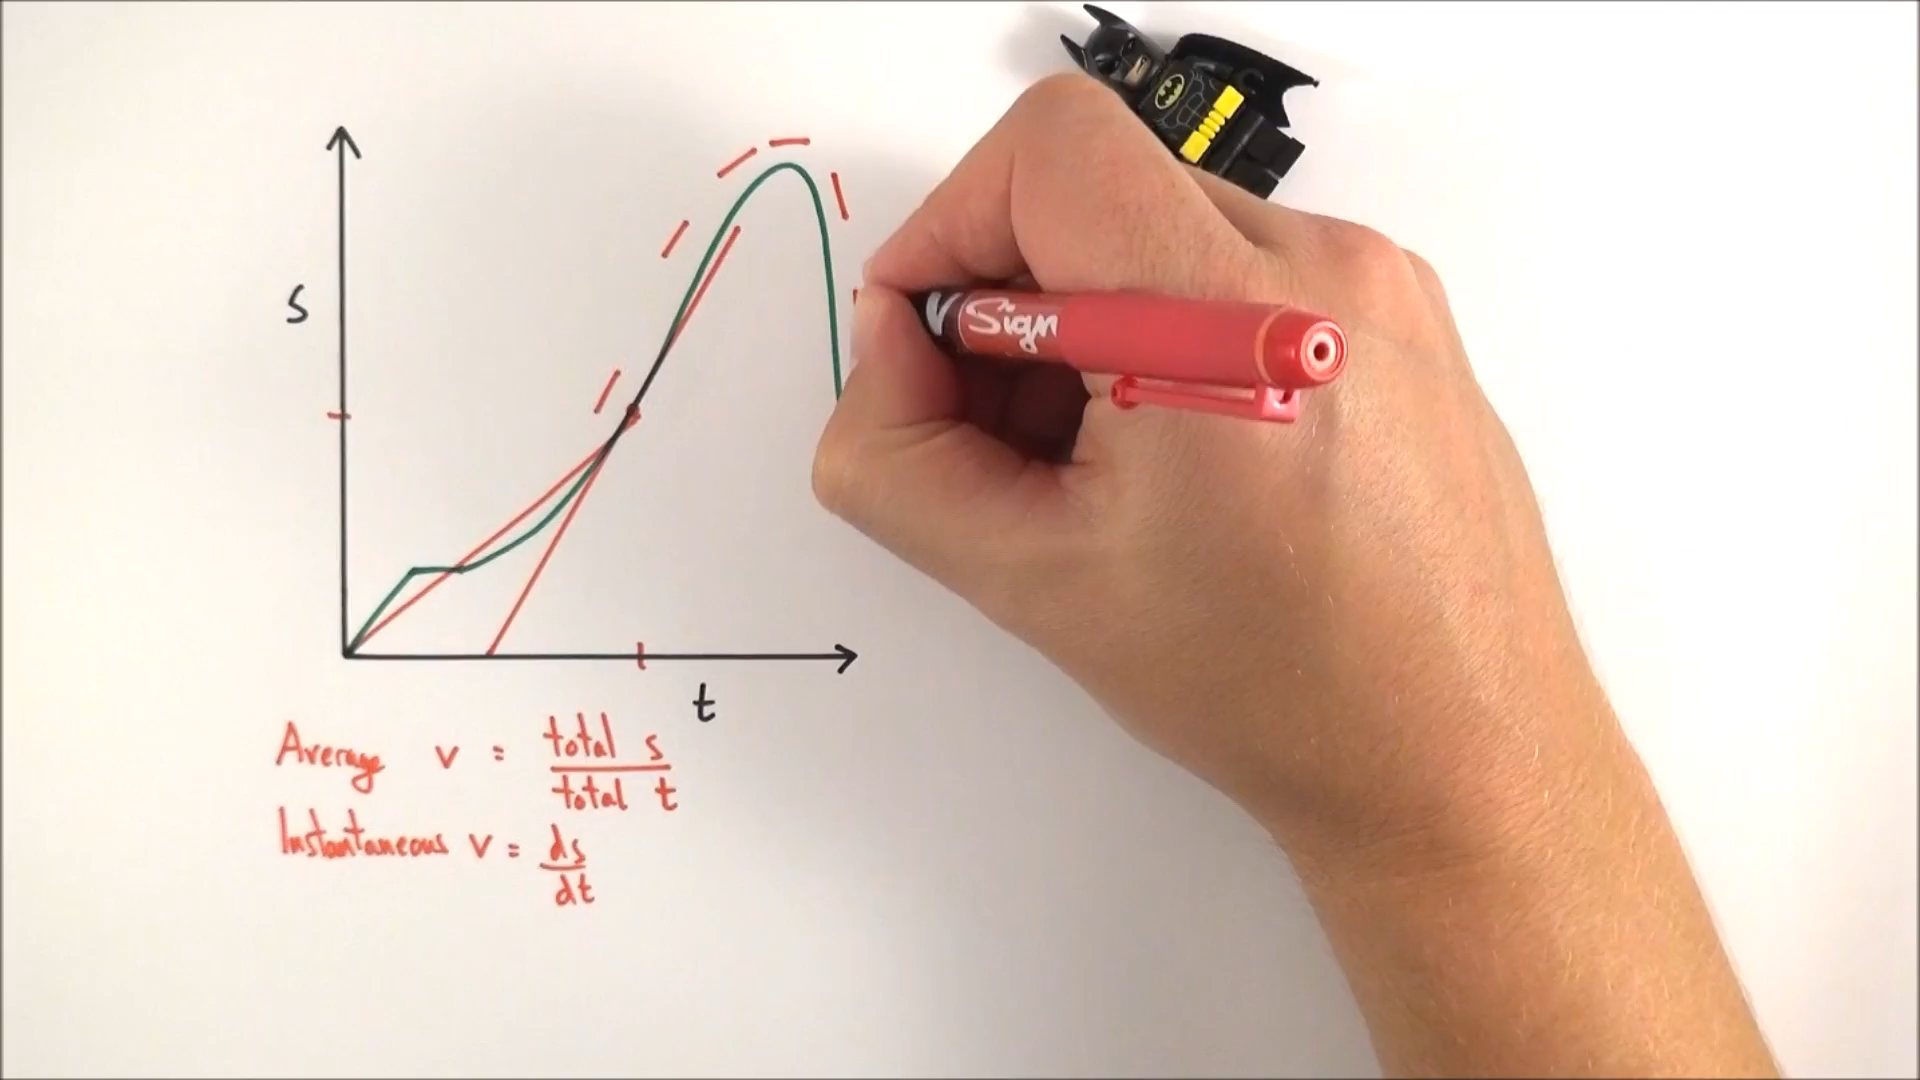 s
Sign
t
Average v = total s
total t
Instantaneous v = ds
dt